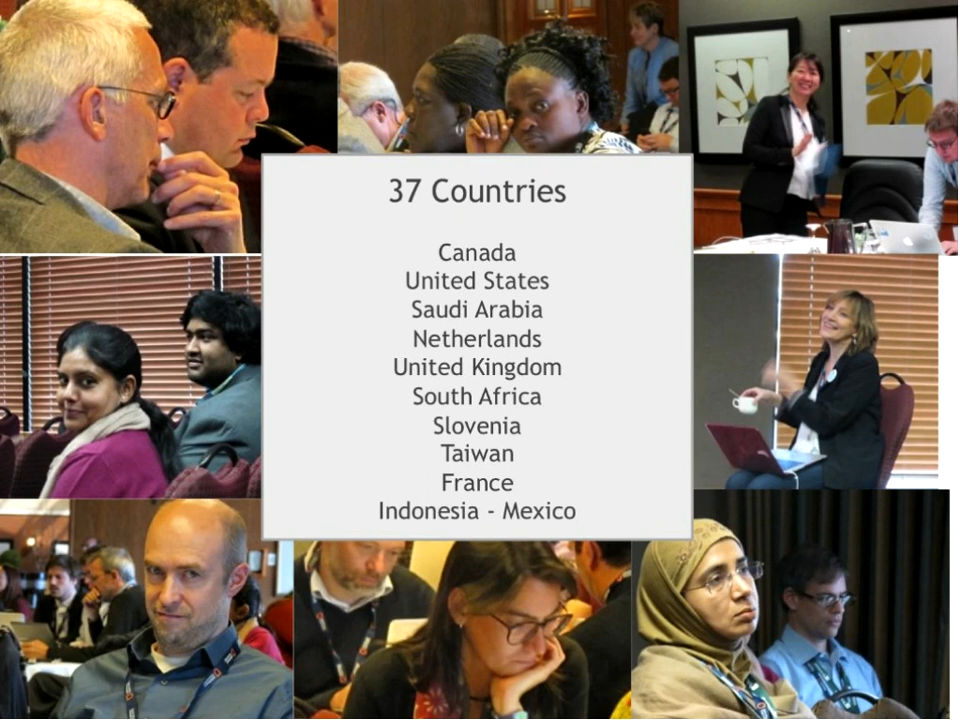 37 Countries
Canada
United States
Saudi Arabia
Netherlands
United Kingdom
South Africa
Slovenia
Taiwan
France
Indonesia - Mexico